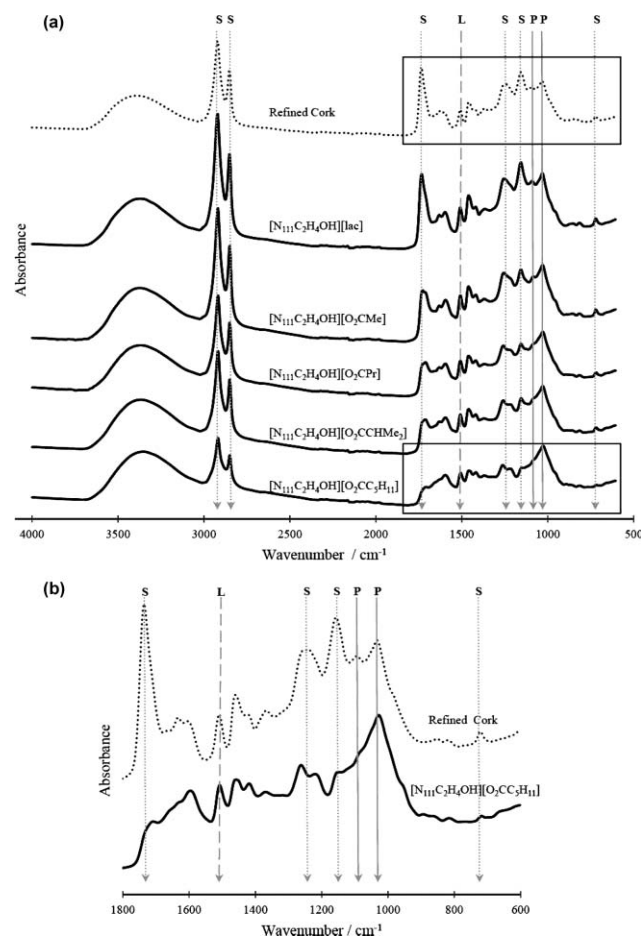 (a)
S S S L S S P P S
Refined Cork
[N₁₁₁C₂H₄OH][lac]
[N₁₁₁C₂H₄OH][O₂CMe]
[N₁₁₁C₂H₄OH][O₂CPr]
[N₁₁₁C₂H₄OH][O₂CCHMe₂]
[N₁₁₁C₂H₄OH][O₂CC₅H₁₁]
Absorbance
4000 3500 3000 2500 2000 1500 1000 500
Wavenumber / cm⁻¹
(b)
S L S S P P S
Refined Cork
[N₁₁₁C₂H₄OH][O₂CC₅H₁₁]
Absorbance
1800 1600 1400 1200 1000 800 600
Wavenumber / cm⁻¹